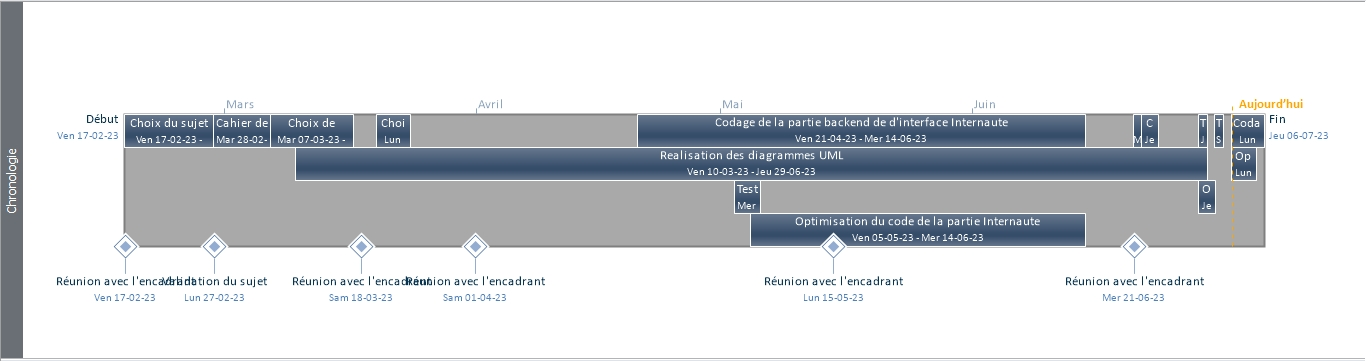 Chronologie
Mars
Avril
Mai
Juin
Aujourd'hui
Début
Ven 17-02-23
Fin
Jeu 06-07-23
Choix du sujet
Ven 17-02-23 -
Cahier de
Mar 28-02-
Choix de
Mar 07-03-23 -
Choi
Lun
Codage de la partie backend de d'interface Internaute
Ven 21-04-23 - Mer 14-06-23
M
C
Je
T
J
T
S
Coda
Lun
Realisation des diagrammes UML
Ven 10-03-23 - Jeu 29-06-23
Op
Lun
Test
Mer
O
Je
Optimisation du code de la partie Internaute
Ven 05-05-23 - Mer 14-06-23
Réunion avec l'encadrant
Ven 17-02-23
Validation du sujet
Lun 27-02-23
Réunion avec l'encadrant
Sam 18-03-23
Réunion avec l'encadrant
Sam 01-04-23
Réunion avec l'encadrant
Lun 15-05-23
Réunion avec l'encadrant
Mer 21-06-23